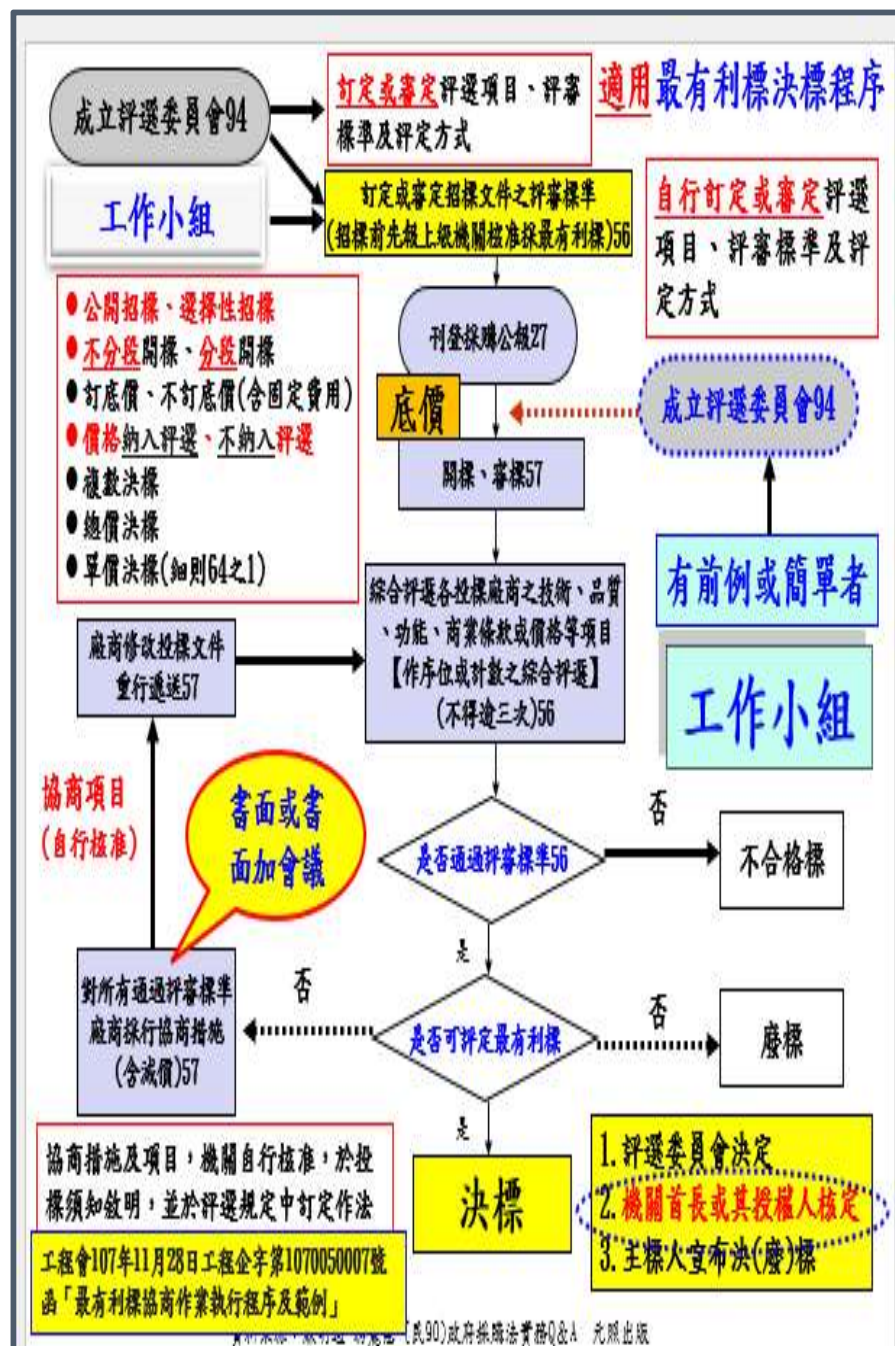 成立評選委員會94
訂定或審定評選項目、評審
標準及評定方式
適用最有利標決標程序
工作小組
訂定或審定招標文件之評審標準
(招標前先報上級機關核准採最有利標)56
自行訂定或審定評選
項目、評審標準及評
定方式
●公開招標、選擇性招標
●不分段開標、分段開標
●訂底價、不訂底價(含固定費用)
●價格納入評選、不納入評選
●複數決標
●總價決標
●單價決標(細則64之1)
刊登採購公報27
底價
成立評選委員會94
開標、審標57
有前例或簡單者
工作小組
綜合評選各投標廠商之技術、品質
、功能、商業條款或價格等項目
【作序位或計數之綜合評選】
(不得逾三次)56
廠商修改投標文件
重行遞送57
協商項目
(自行核准)
書面或書
面加會議
是否通過評審標準56
否
不合格標
是
對所有通過評審標準
廠商採行協商措施
(含減價)57
否
是否可評定最有利標
否
廢標
是
決標
協商措施及項目，機關自行核准，於投
標須知敘明，並於評選規定中訂定作法
工程會107年11月28日工程企字第1070050007號
函「最有利標協商作業執行程序及範例」
1.評選委員會決定
2.機關首長或其授權人核定
3.主標人宣布決(廢)標
(民90)政府採購法實務Q&A 元照出版